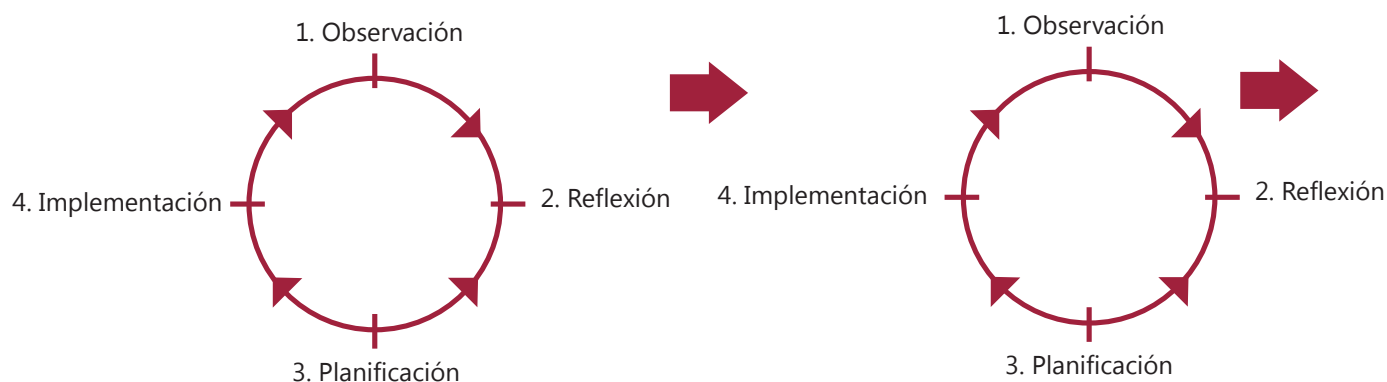 1. Observación
2. Reflexión
3. Planificación
4. Implementación
1. Observación
2. Reflexión
3. Planificación
4. Implementación